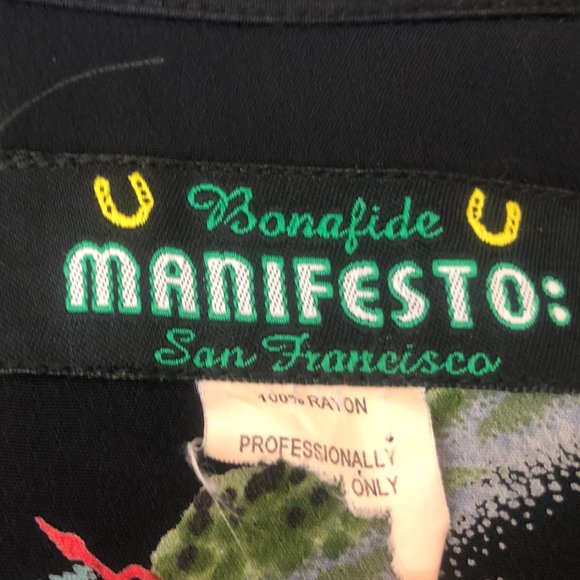 Bonafide
MANIFESTO:
San Francisco
100% RAYON
PROFESSIONALLY
ONLY